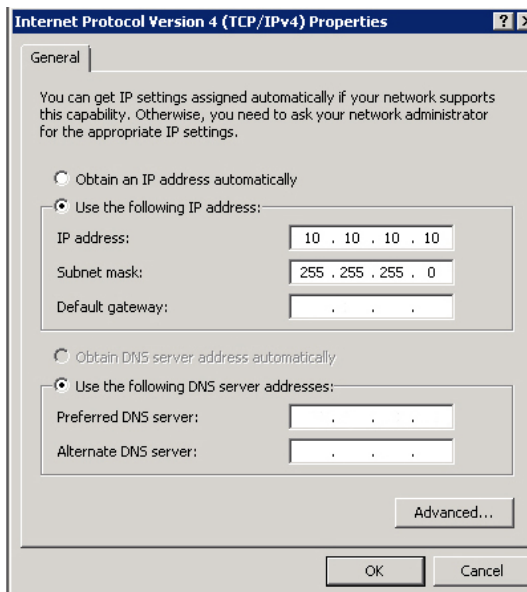 Internet Protocol Version 4 (TCP/IPv4) Properties
General
You can get IP settings assigned automatically if your network supports
this capability. Otherwise, you need to ask your network administrator
for the appropriate IP settings.
Obtain an IP address automatically
Use the following IP address:
IP address: 10 . 10 . 10 . 10
Subnet mask: 255 . 255 . 255 . 0
Default gateway: . . .
Obtain DNS server address automatically
Use the following DNS server addresses:
Preferred DNS server: . . .
Alternate DNS server: . . .
Advanced...
OK Cancel